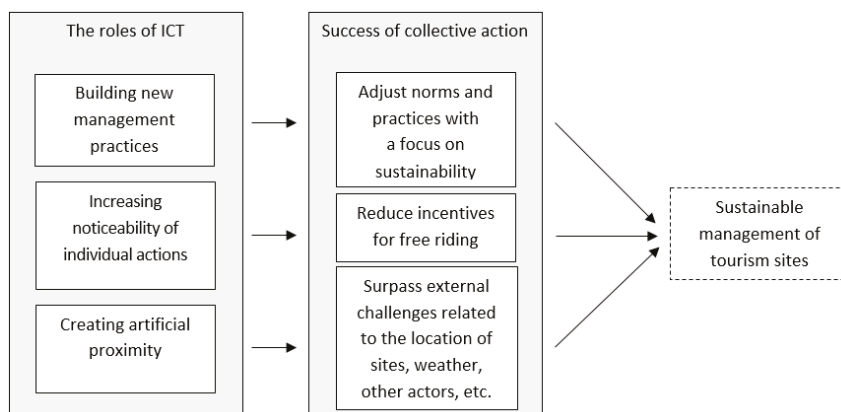 The roles of ICT
Building new
management
practices
Increasing
noticeability of
individual actions
Creating artificial
proximity
Success of collective action
Adjust norms and
practices with
a focus on
sustainability
Reduce incentives
for free riding
Surpass external
challenges related
to the location of
sites, weather,
other actors, etc.
Sustainable
management of
tourism sites